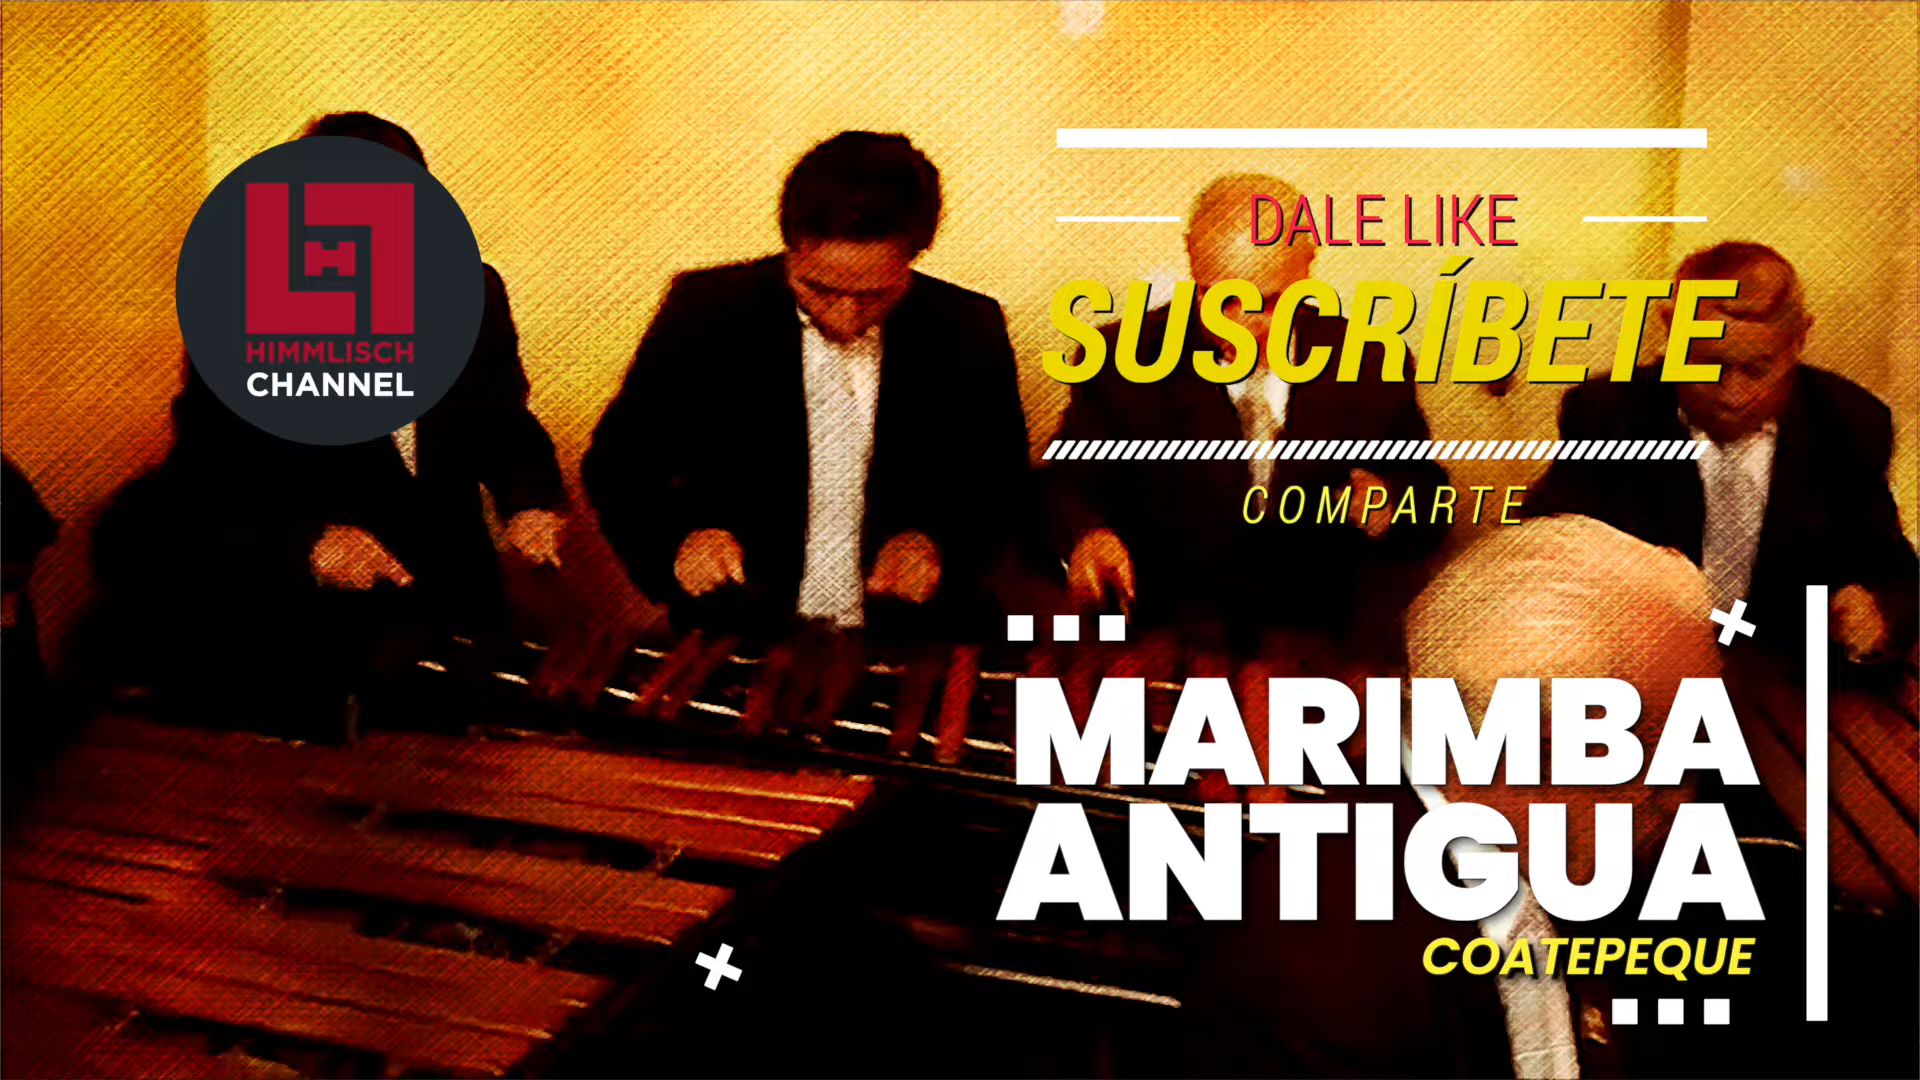 HIMMLISCH
CHANNEL
DALE LIKE
SUSCRÍBETE
COMPARTE
MARIMBA
ANTIGUA
COATEPEQUE